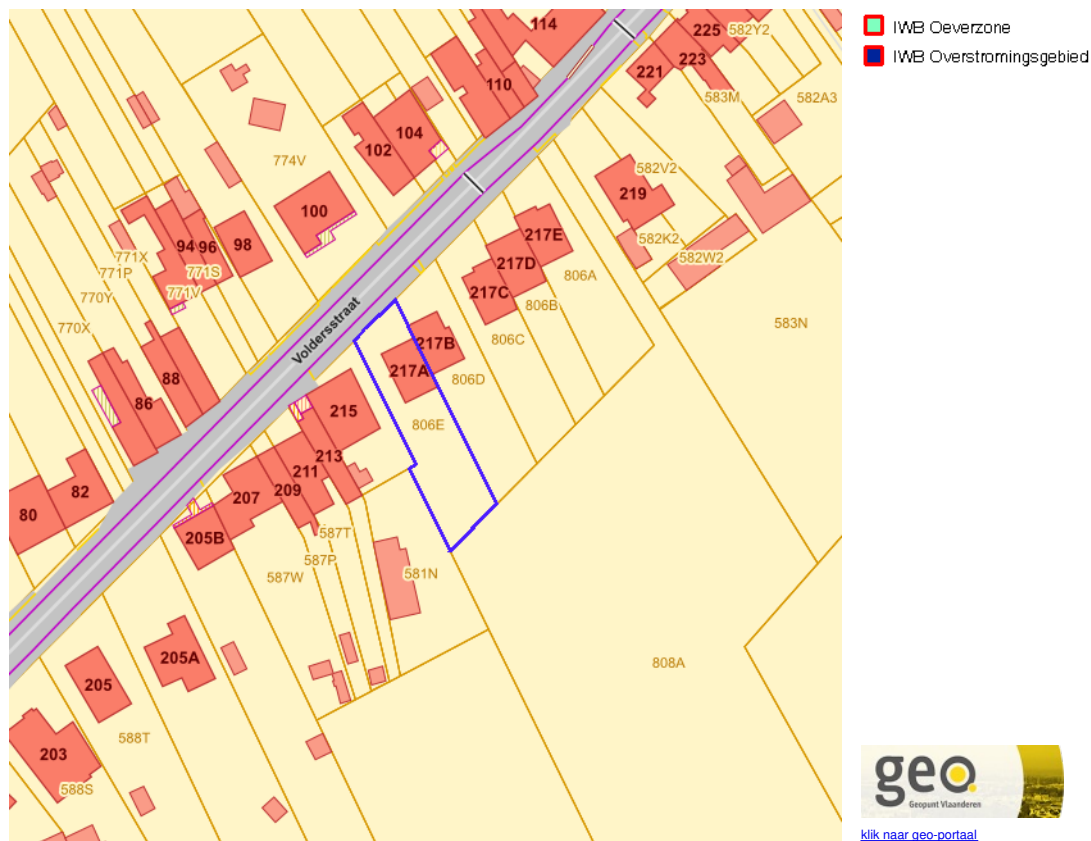 114
225
582Y2
223
221
110
583M
582A3
104
102
774V
582V2
219
100
94
96
98
771X
771S
771P
771V
770Y
770X
582K2
582W2
217E
217D
217C
806A
806B
806C
583N
Voldersstraat
217B
217A
806D
806E
88
86
215
213
211
209
207
205B
82
80
587T
587P
587W
581N
808A
205A
205
588T
203
588S
IWB Oeverzone
IWB Overstromingsgebied
geo
Geopunt Vlaanderen
klik naar geo-portaal